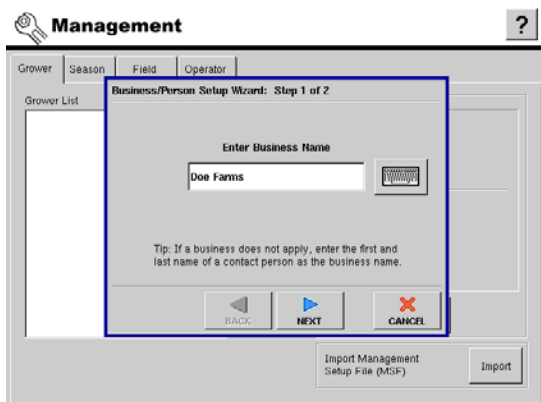 Management
?
Grower Season Field Operator
Grower List
Business/Person Setup Wizard: Step 1 of 2
Enter Business Name
Doe Farms
Tip: If a business does not apply, enter the first and
last name of a contact person as the business name.
BACK NEXT CANCEL
Import Management
Setup File (MSF)
Import